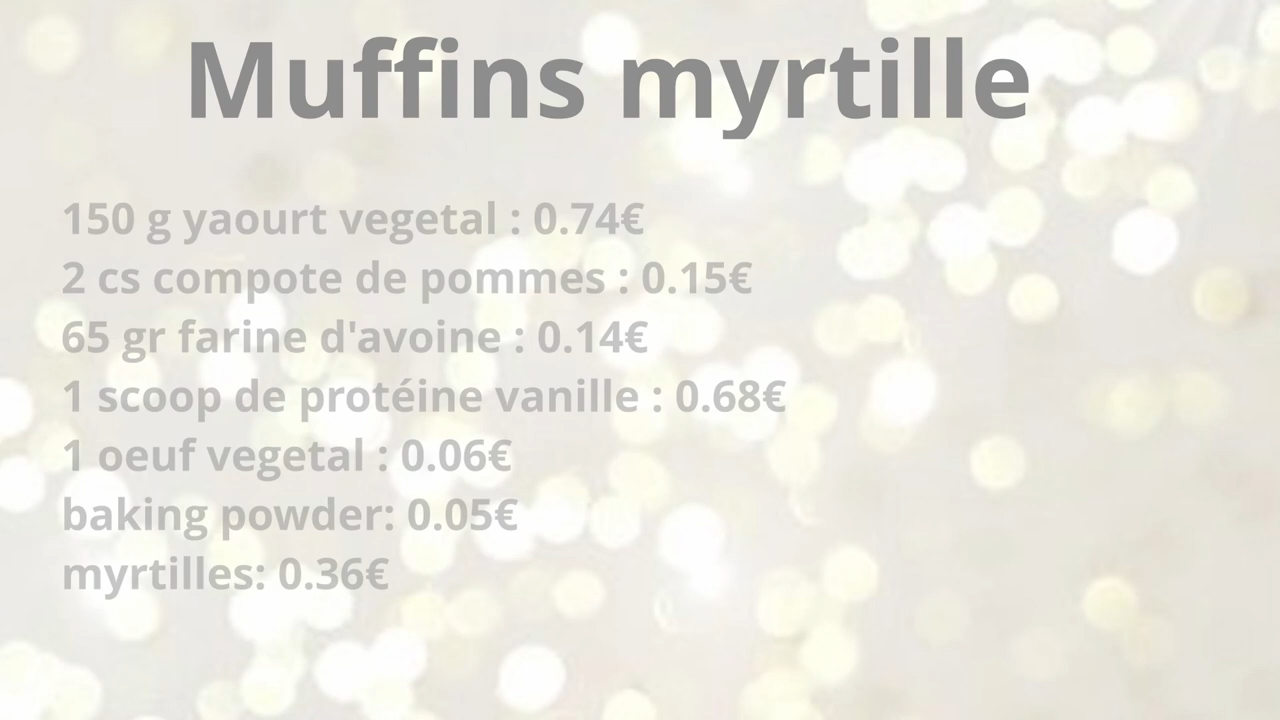 Muffins myrtille
150 g yaourt vegetal : 0.74€
2 cs compote de pommes : 0.15€
65 gr farine d'avoine : 0.14€
1 scoop de protéine vanille : 0.68€
1 oeuf vegetal : 0.06€
baking powder: 0.05€
myrtilles: 0.36€